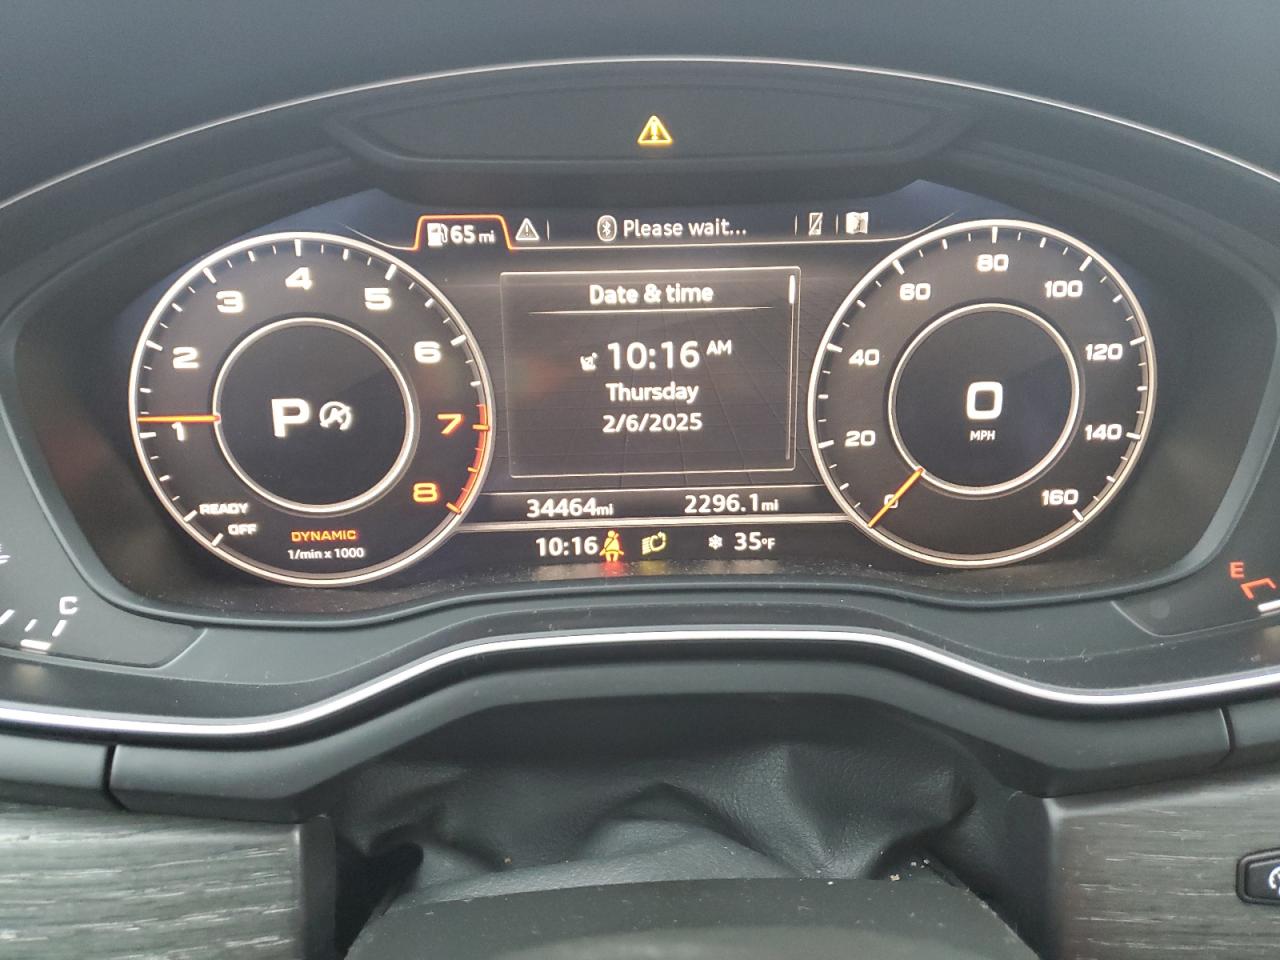 65 mi
Please wait...
Date & time
10:16 AM
Thursday
2/6/2025
34464mi 2296.1mi
10:16 35°F
1 2 3 4 5 6 7 8
P
READY
OFF
DYNAMIC
1/min x 1000
0 20 40 60 80 100 120 140 160
0
MPH
C
E